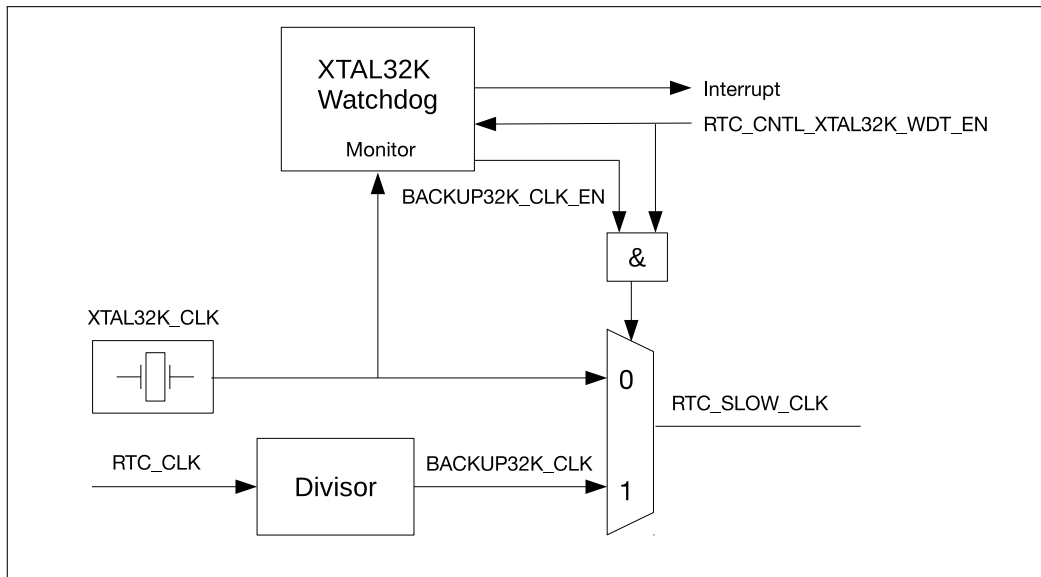 XTAL32K
Watchdog
Monitor
Interrupt
RTC_CNTL_XTAL32K_WDT_EN
BACKUP32K_CLK_EN
&
XTAL32K_CLK
0
RTC_SLOW_CLK
RTC_CLK
Divisor
BACKUP32K_CLK
1